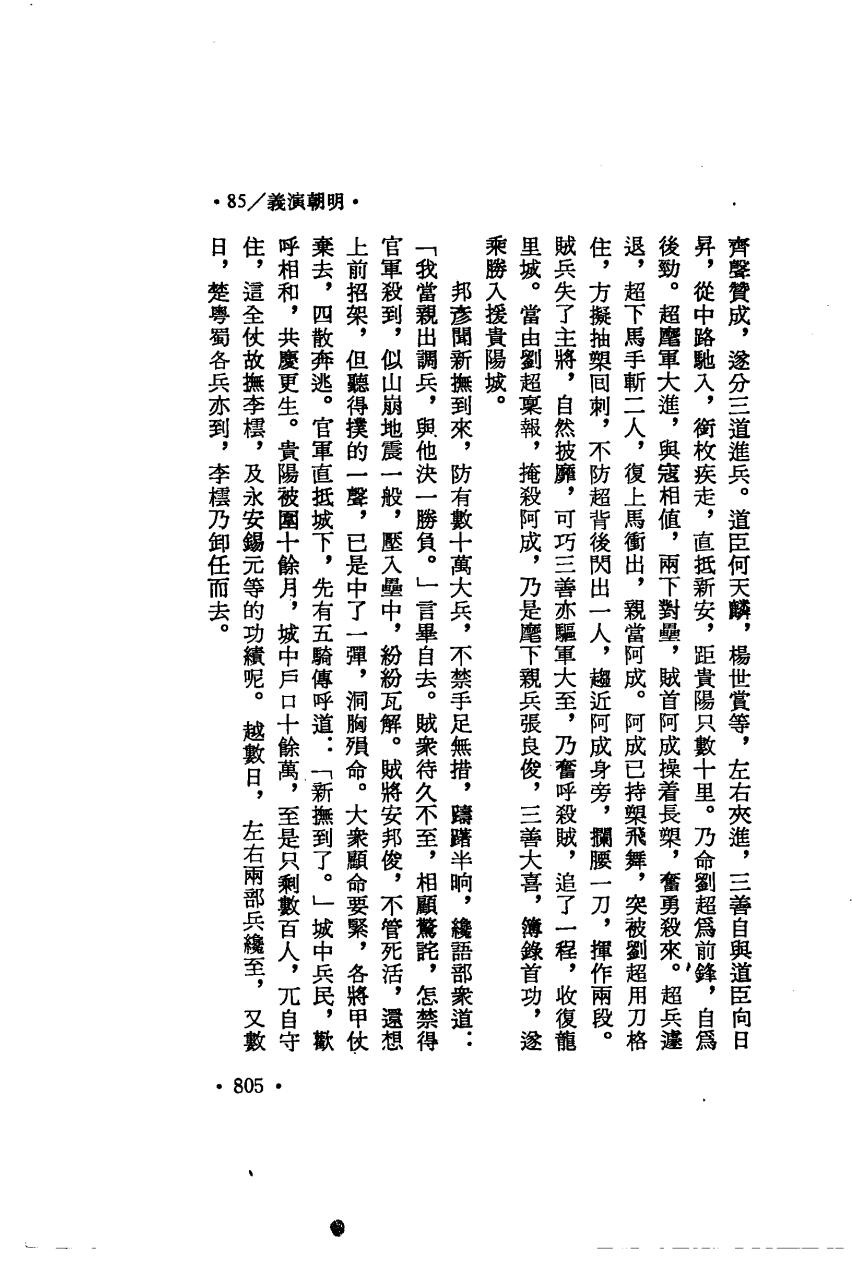 •明朝演義／85•
齊聲贊成，遂分三道進兵。道臣何天麟，楊世賞等，左右夾進，三善自與道臣向日
昇，從中路馳入，銜枚疾走，直抵新安，距貴陽只數十里。乃命劉超爲前鋒，自爲
後勁。超麾軍大進，與寇相值，兩下對壘，賊首阿成操着長槊，奮勇殺來。超兵遽
退，超下馬手斬二人，復上馬衝出，親當阿成。阿成已持槊飛舞，突被劉超用刀格
住，方擬抽槊回刺，不防超背後閃出一人，趨近阿成身旁，攔腰一刀，揮作兩段。
賊兵失了主將，自然披靡，可巧三善亦驅軍大至，乃奮呼殺賊，追了一程，收復龍
里城。當由劉超稟報，掩殺阿成，乃是麾下親兵張良俊，三善大喜，簿錄首功，遂
乘勝入援貴陽城。
邦彥聞新撫到來，防有數十萬大兵，不禁手足無措，躊躇半晌，纔語部衆道：
「我當親出調兵，與他決一勝負。」言畢自去。賊衆待久不至，相顧驚詫，怎禁得
官軍殺到，似山崩地震一般，壓入壘中，紛紛瓦解。賊將安邦俊，不管死活，還想
上前招架，但聽得撲的一聲，已是中了一彈，洞胸殞命。大衆顧命要緊，各將甲仗
棄去，四散奔逃。官軍直抵城下，先有五騎傳呼道：「新撫到了。」城中兵民，歡
呼相和，共慶更生。貴陽被圍十餘月，城中戶口十餘萬，至是只剩數百人，兀自守
住，這全仗故撫李橒，及永安錫元等的功績呢。越數日，左右兩部兵纔至，又數
日，楚粵蜀各兵亦到，李橒乃卸任而去。
•805•